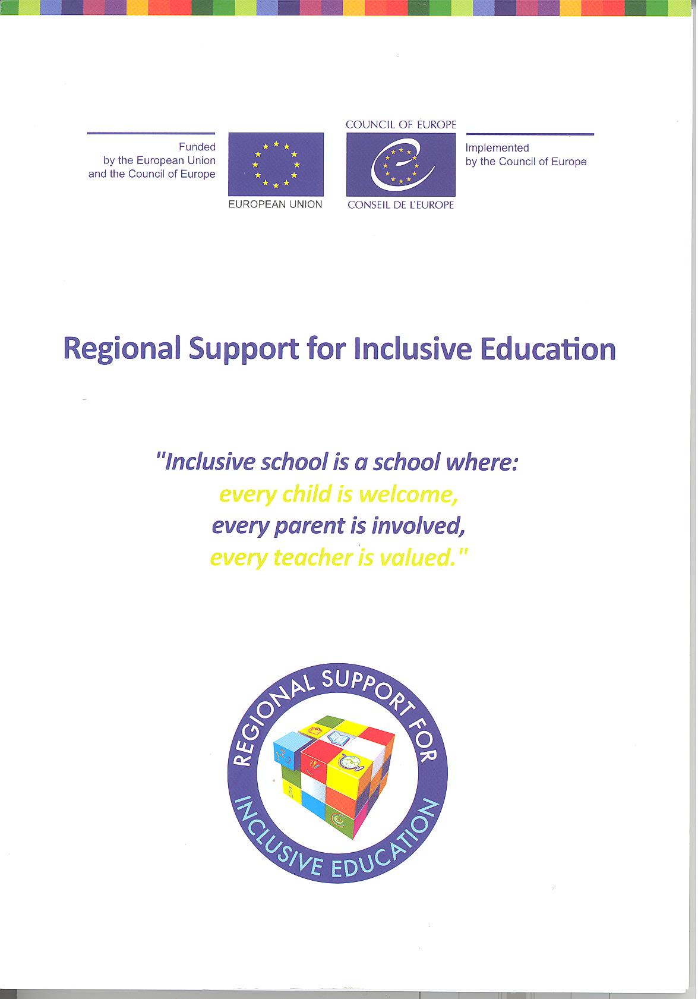 Funded
by the European Union
and the Council of Europe
EUROPEAN UNION
COUNCIL OF EUROPE
CONSEIL DE L'EUROPE
Implemented
by the Council of Europe
Regional Support for Inclusive Education
"Inclusive school is a school where:
every child is welcome,
every parent is involved,
every teacher is valued."
REGIONAL SUPPORT FOR
INCLUSIVE EDUCATION
123